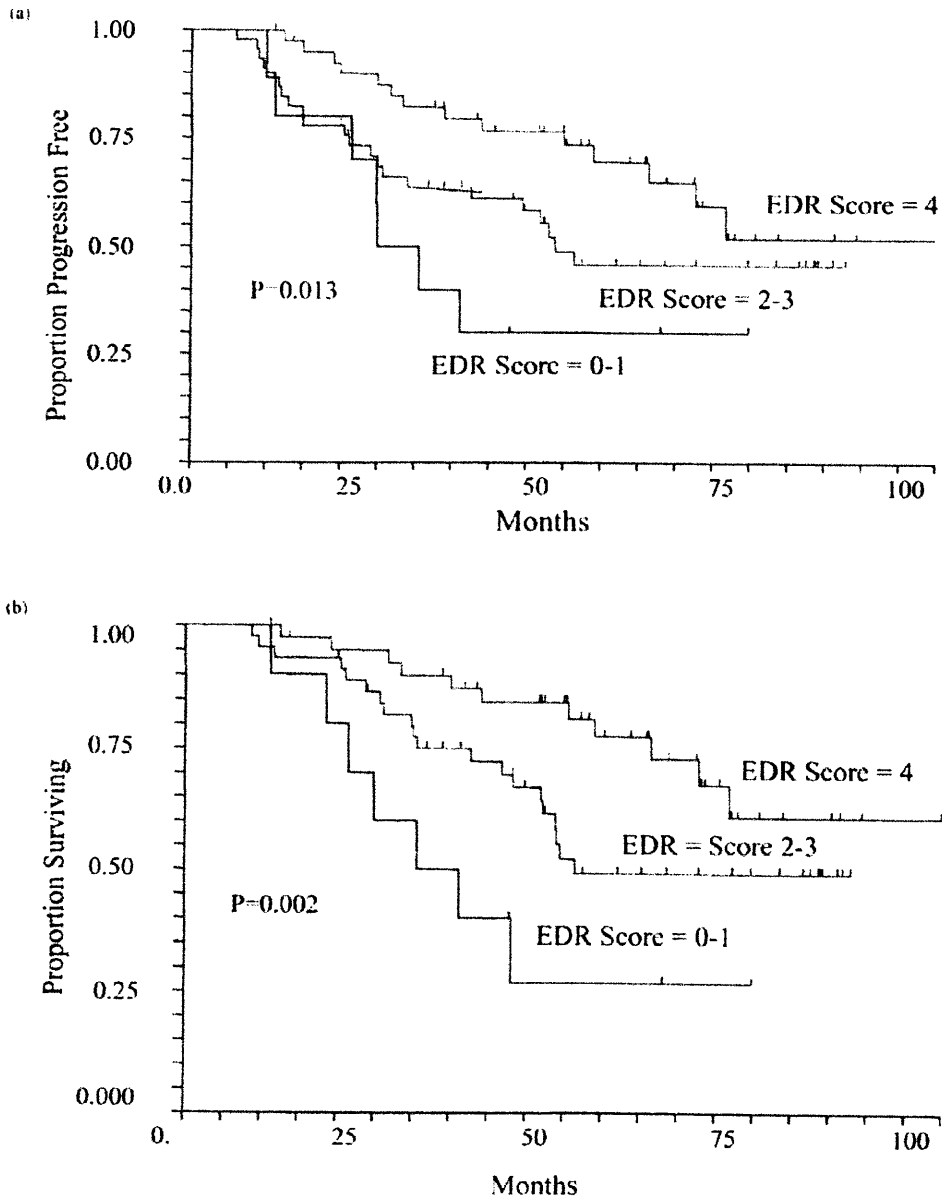 (a)
1.00
0.75
0.50
0.25
0.00
Proportion Progression Free
EDR Score = 4
EDR Score = 2-3
EDR Score = 0-1
P=0.013
0.0
25
50
75
100
Months
(b)
1.00
0.75
0.50
0.25
0.000
Proportion Surviving
EDR Score = 4
EDR = Score 2-3
EDR Score = 0-1
P=0.002
0.
25
50
75
100
Months